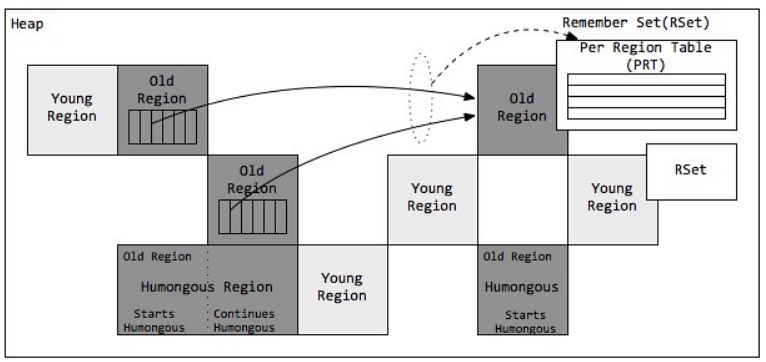 Heap
Remember Set(RSet)
Per Region Table
(PRT)
Young
Region
Old
Region
Old
Region
Old
Region
Young
Region
Young
Region
RSet
Old Region
Humongous Region
Starts
Humongous
Continues
Humongous
Young
Region
Old Region
Humongous
Starts
Humongous